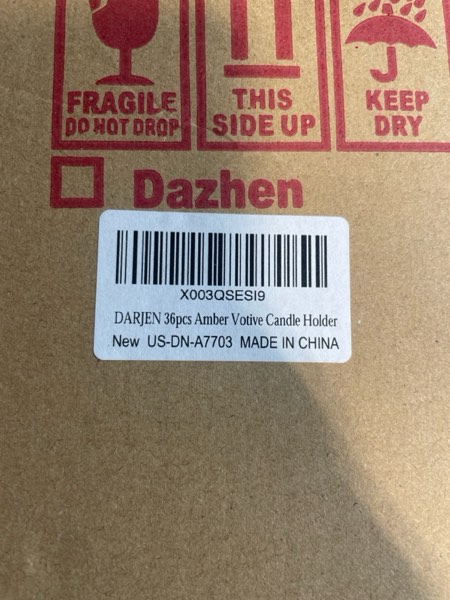 FRAGILE
DO NOT DROP
THIS
SIDE UP
KEEP
DRY
Dazhen
X003QSESI9
DARJEN 36pcs Amber Votive Candle Holder
New US-DN-A7703 MADE IN CHINA